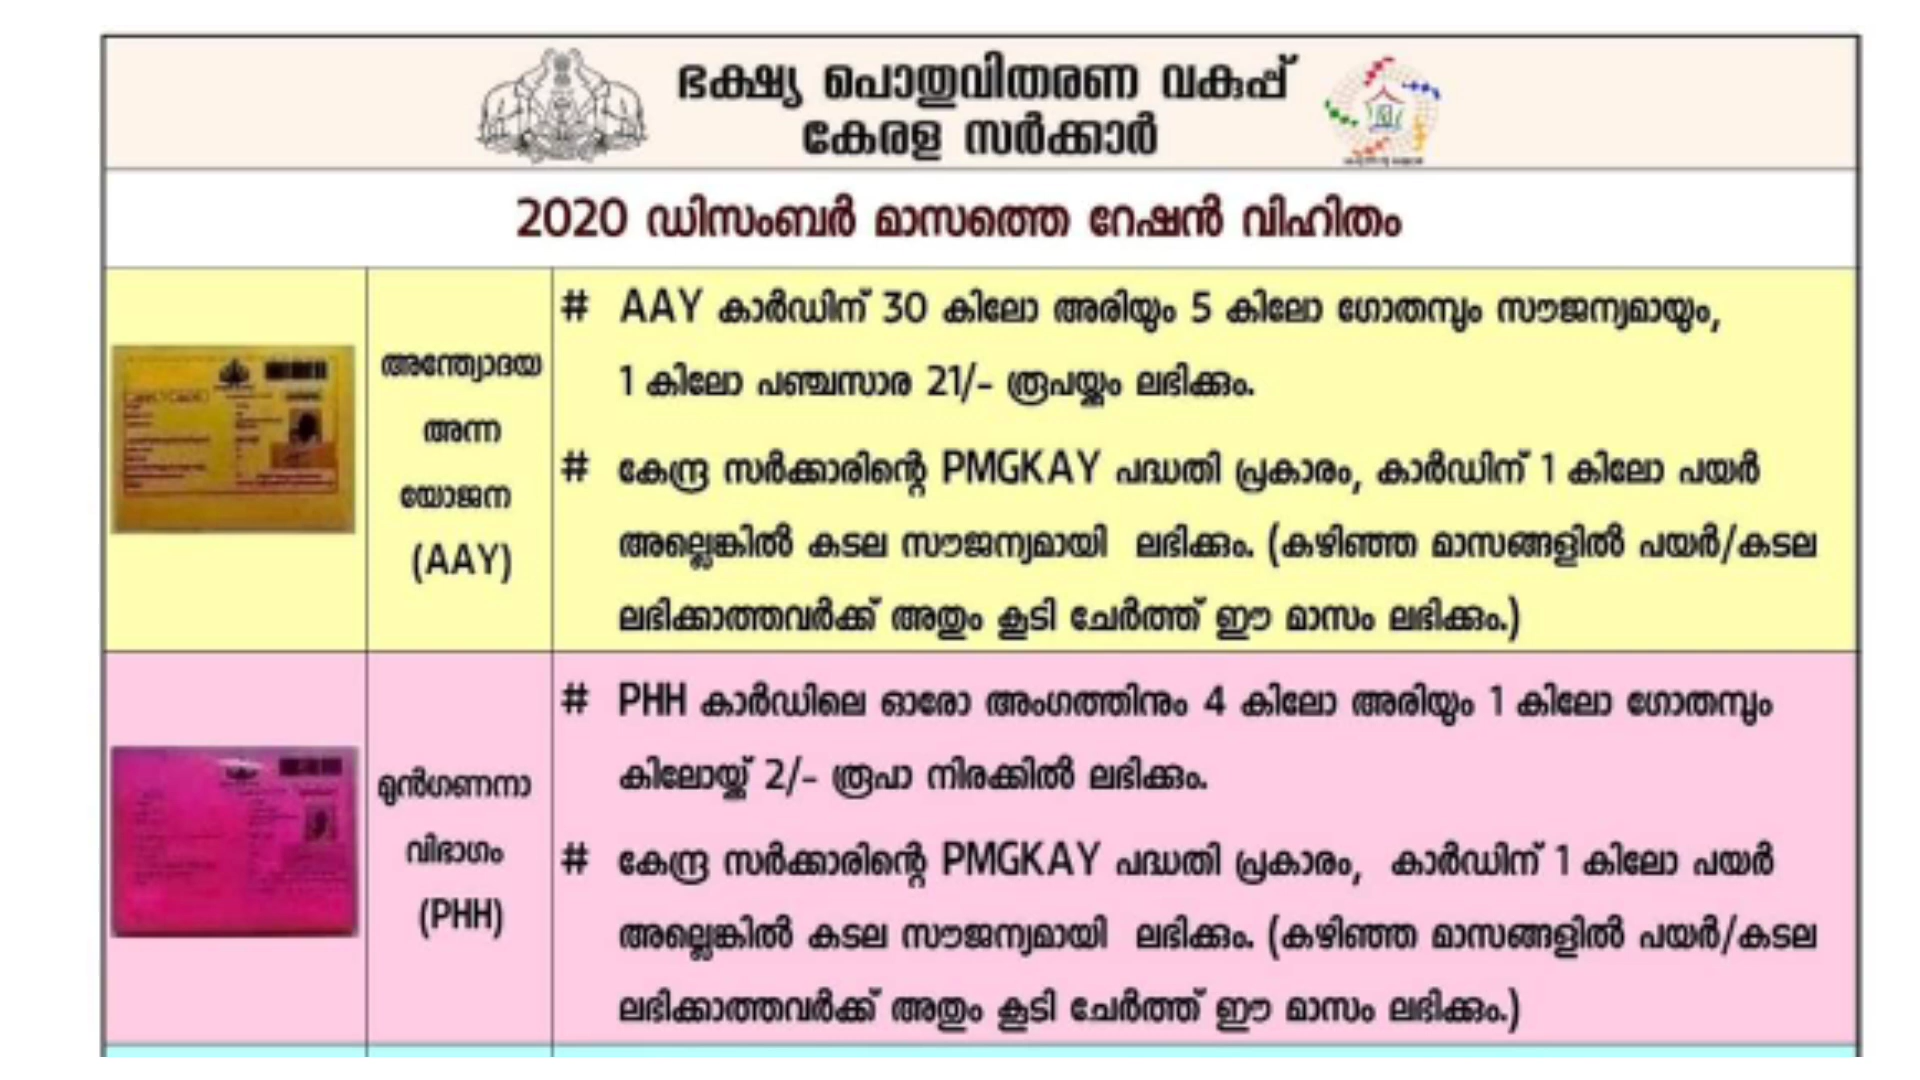 ഭക്ഷ്യ പൊതുവിതരണ വകുപ്പ്
കേരള സർക്കാർ
2020 ഡിസംബർ മാസത്തെ റേഷൻ വിഹിതം
അന്ത്യോദയ
അന്ന
യോജന
(AAY)
# AAY കാർഡിന് 30 കിലോ അരിയും 5 കിലോ ഗോതമ്പും സൗജന്യമായും,
1 കിലോ പഞ്ചസാര 21/- രൂപയ്ക്കും ലഭിക്കും.
# കേന്ദ്ര സർക്കാരിന്റെ PMGKAY പദ്ധതി പ്രകാരം, കാർഡിന് 1 കിലോ പയർ
അല്ലെങ്കിൽ കടല സൗജന്യമായി ലഭിക്കും. (കഴിഞ്ഞ മാസങ്ങളിൽ പയർ/കടല
ലഭിക്കാത്തവർക്ക് അതും കൂടി ചേർത്ത് ഈ മാസം ലഭിക്കും.)
മുൻഗണനാ
വിഭാഗം
(PHH)
# PHH കാർഡിലെ ഓരോ അംഗത്തിനും 4 കിലോ അരിയും 1 കിലോ ഗോതമ്പും
കിലോയ്ക്ക് 2/- രൂപാ നിരക്കിൽ ലഭിക്കും.
# കേന്ദ്ര സർക്കാരിന്റെ PMGKAY പദ്ധതി പ്രകാരം, കാർഡിന് 1 കിലോ പയർ
അല്ലെങ്കിൽ കടല സൗജന്യമായി ലഭിക്കും. (കഴിഞ്ഞ മാസങ്ങളിൽ പയർ/കടല
ലഭിക്കാത്തവർക്ക് അതും കൂടി ചേർത്ത് ഈ മാസം ലഭിക്കും.)